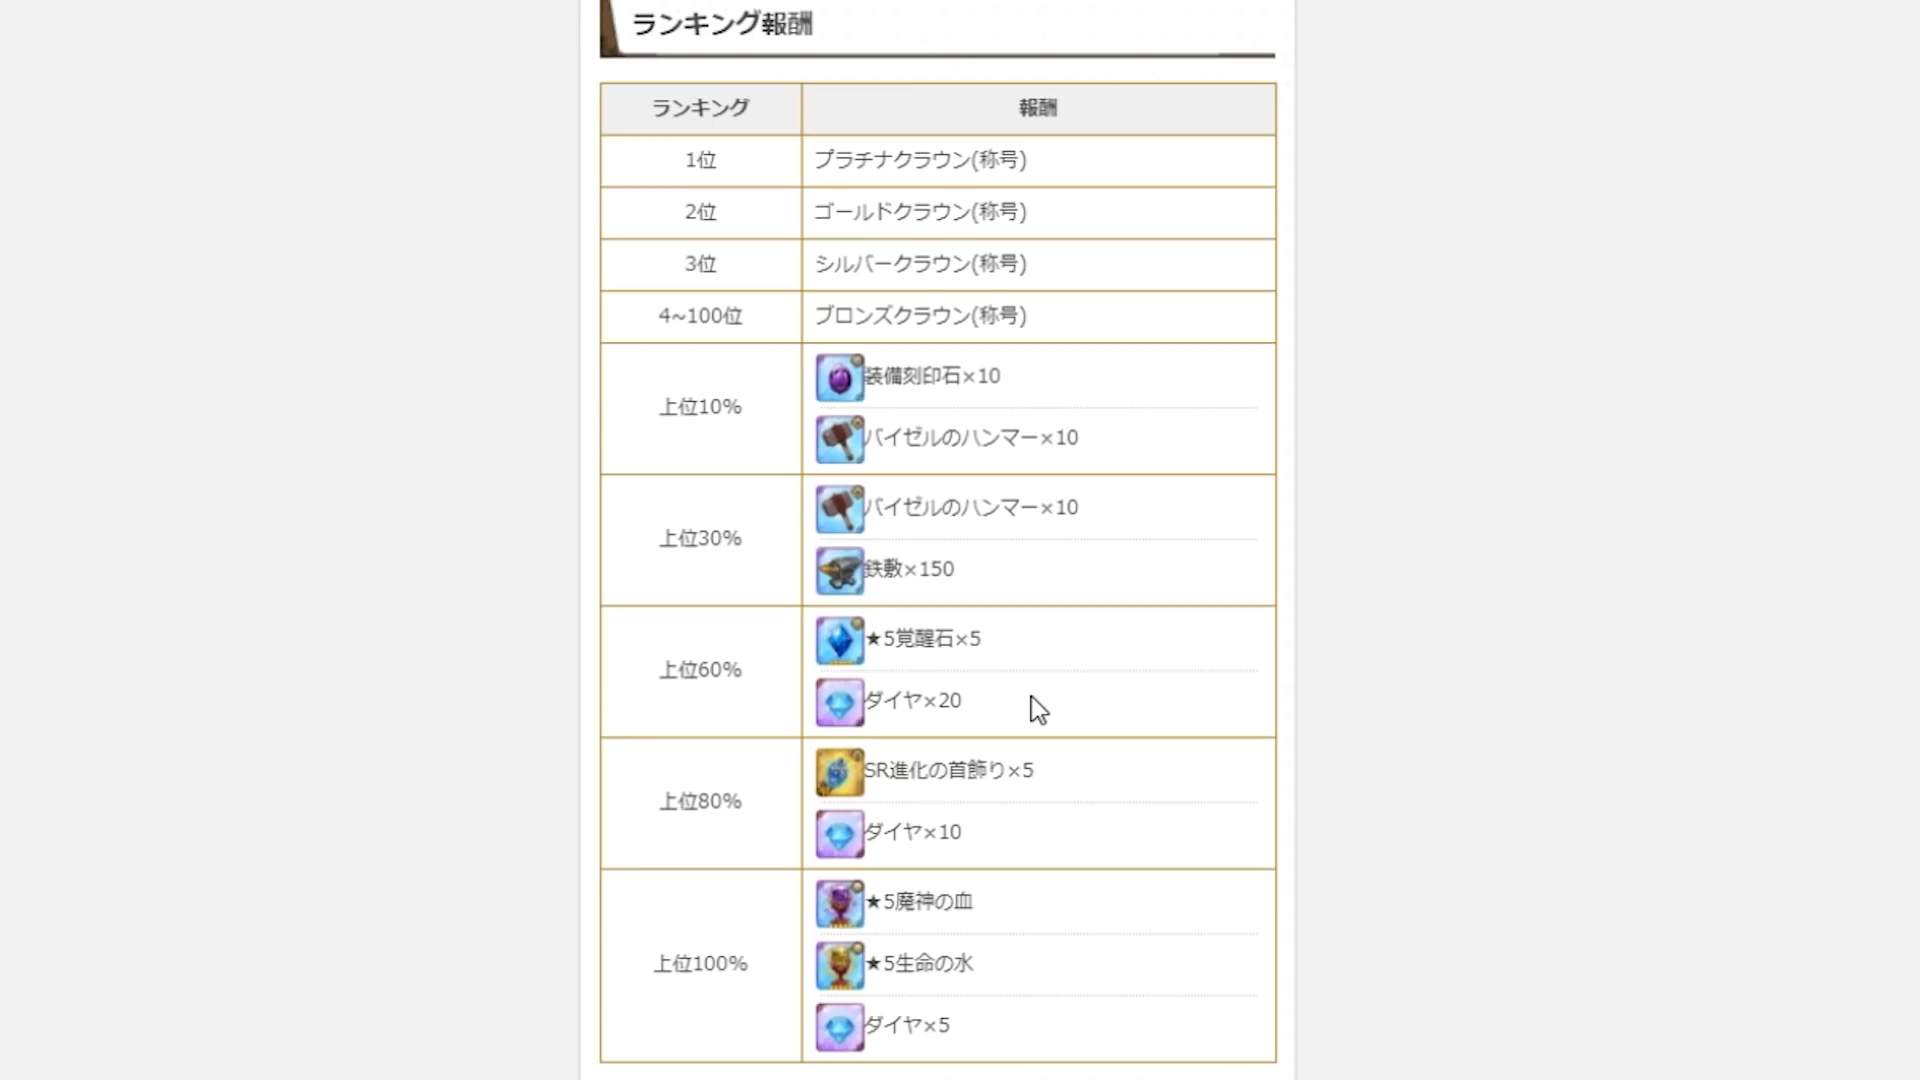 ランキング報酬
ランキング 報酬
1位 プラチナクラウン(称号)
2位 ゴールドクラウン(称号)
3位 シルバークラウン(称号)
4~100位 ブロンズクラウン(称号)
上位10%
装備刻印石×10
バイゼルのハンマー×10
上位30%
バイゼルのハンマー×10
鉄敷×150
上位60%
★5覚醒石×5
ダイヤ×20
上位80%
SR進化の首飾り×5
ダイヤ×10
上位100%
★5魔神の血
★5生命の水
ダイヤ×5